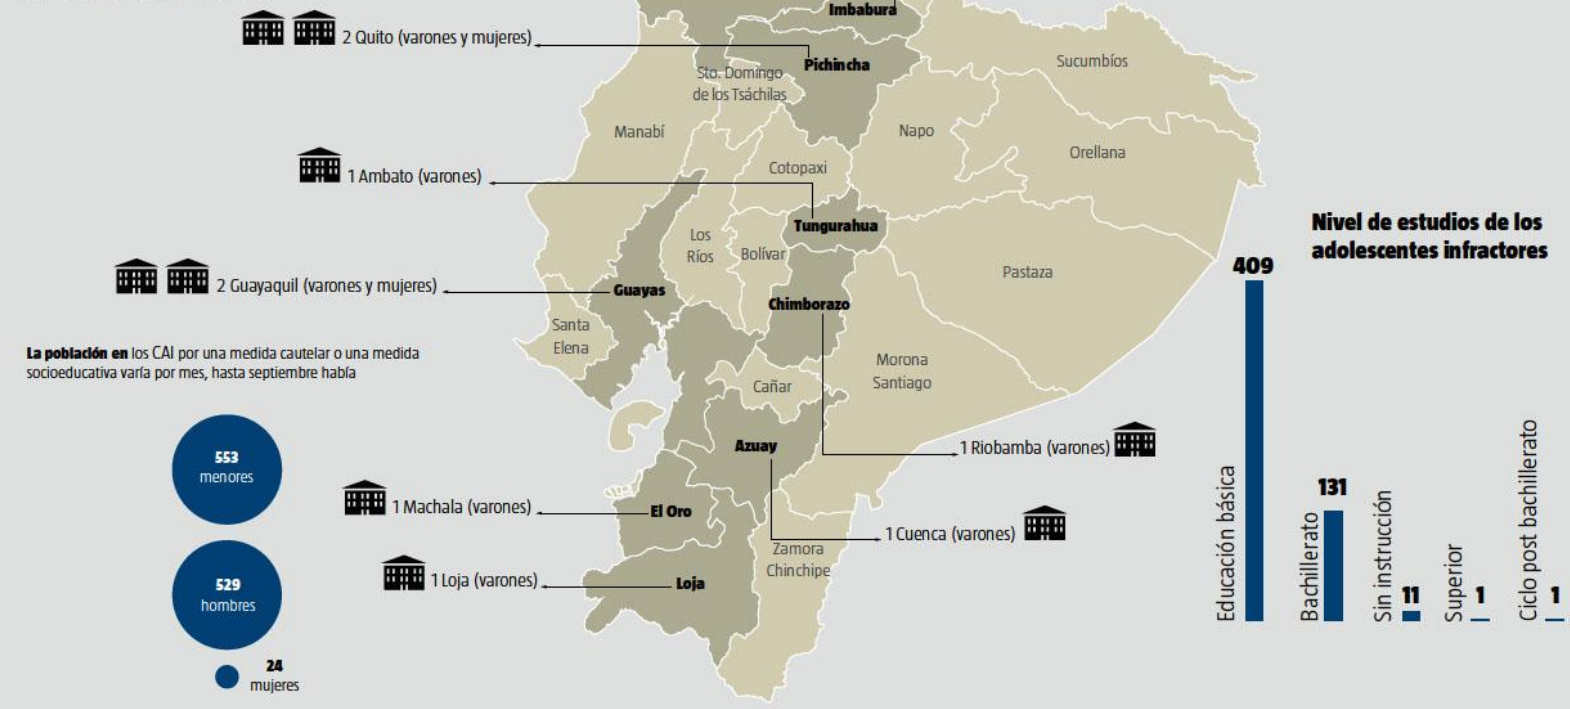 Imbabura
2 Quito (varones y mujeres)
Pichincha
Sucumbíos
Sto. Domingo
de los Tsáchilas
Manabí
Napo
Orellana
Cotopaxi
1 Ambato (varones)
Tungurahua
Los
Ríos
Bolívar
Pastaza
2 Guayaquil (varones y mujeres)
Guayas
Chimborazo
Santa
Elena
Morona
Santiago
Cañar
Azuay
1 Riobamba (varones)
1 Machala (varones)
El Oro
1 Cuenca (varones)
Zamora
Chinchipe
1 Loja (varones)
Loja
La población en los CAI por una medida cautelar o una medida
socioeducativa varía por mes, hasta septiembre había
553
menores
529
hombres
24
mujeres
Nivel de estudios de los
adolescentes infractores
409
Educación básica
131
Bachillerato
11
Sin instrucción
1
Superior
1
Ciclo post bachillerato